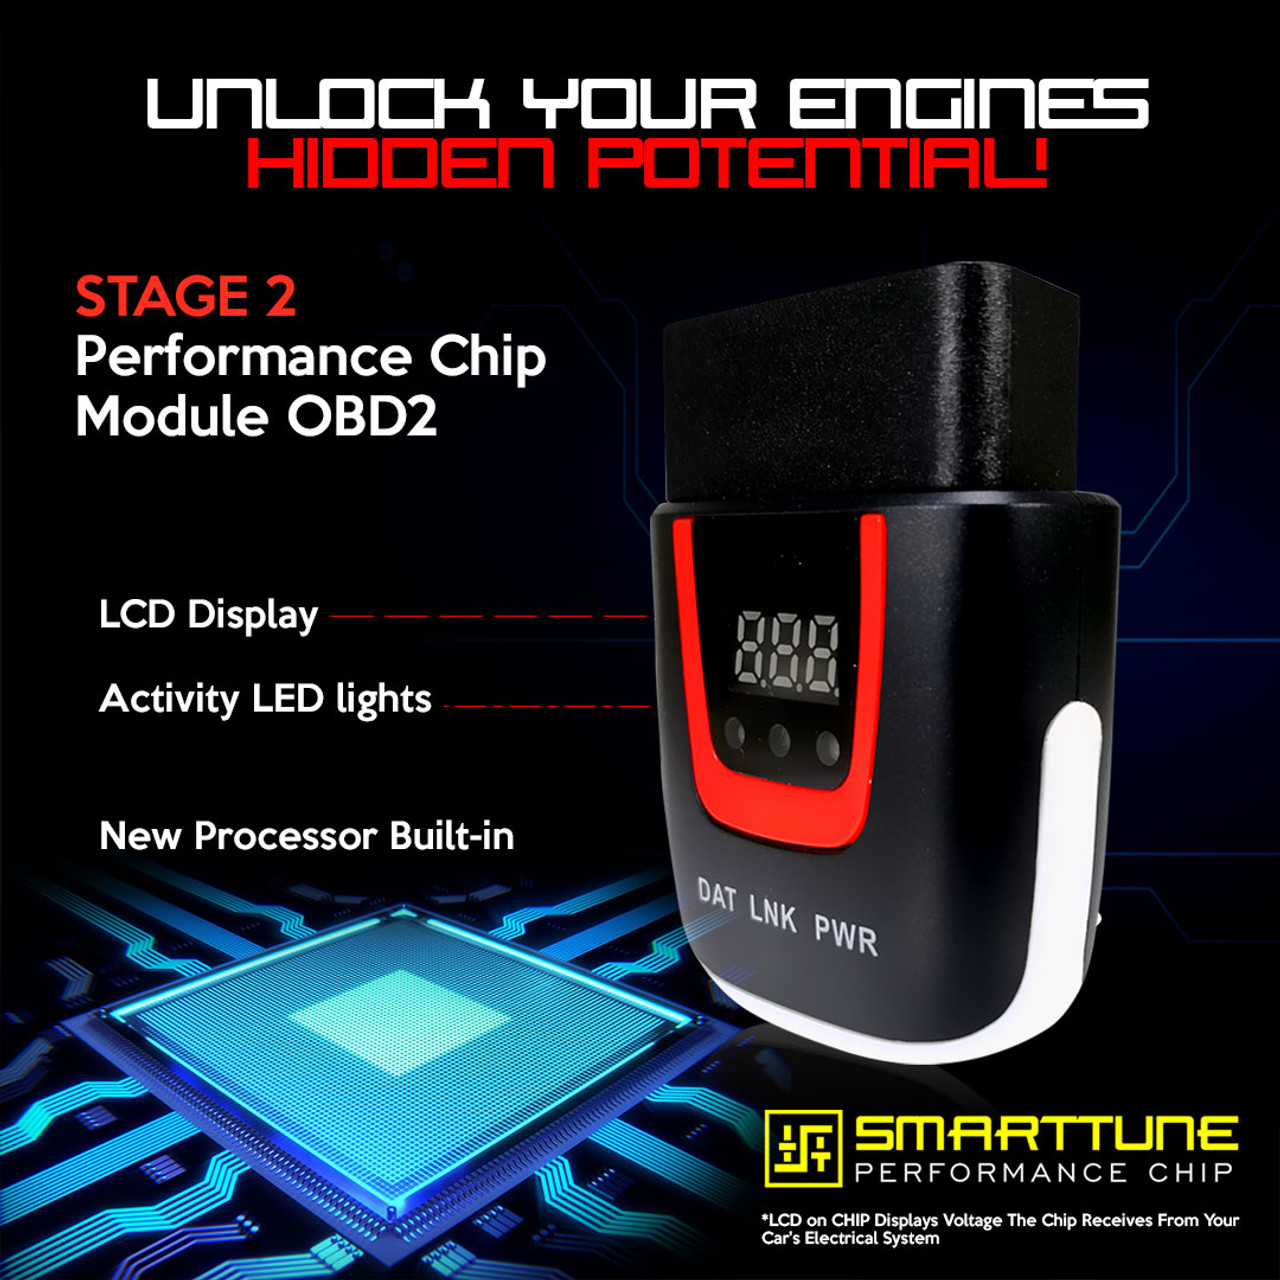 UNLOCK YOUR ENGINES
HIDDEN POTENTIAL!
STAGE 2
Performance Chip
Module OBD2
LCD Display
Activity LED lights
New Processor Built-in
888
DAT LNK PWR
SMARTTUNE
PERFORMANCE CHIP
*LCD on CHIP Displays Voltage The Chip Receives From Your
Car's Electrical System